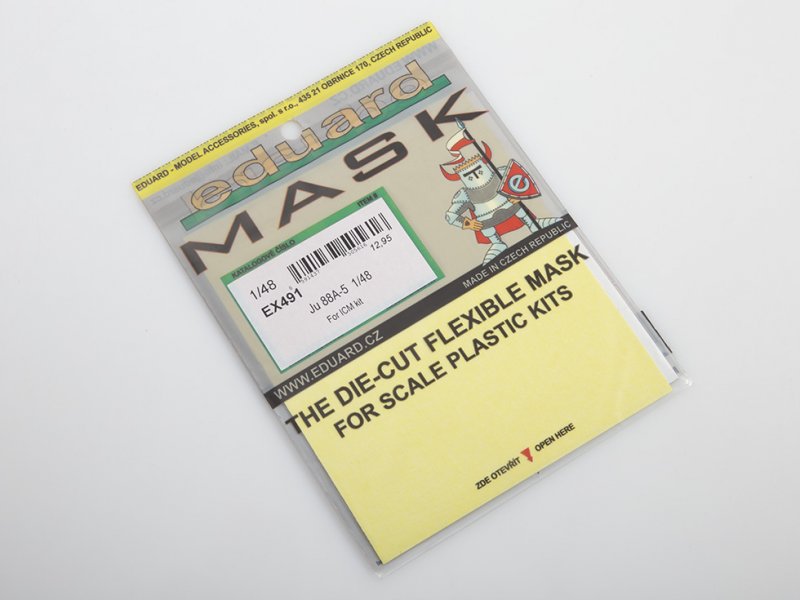 EDUARD - MODEL ACCESSORIES, spol. s r.o., 435 21 OBRNICE 170, CZECH REPUBLIC
eduard
MASK
KATALOGOVÉ ČÍSLO
ITEM #
1/48
EX491
12,95
Ju 88A-5 1/48
For ICM kit
e
MADE IN CZECH REPUBLIC
WWW.EDUARD.CZ
THE DIE-CUT FLEXIBLE MASK
FOR SCALE PLASTIC KITS
ZDE OTEVŘÍT OPEN HERE